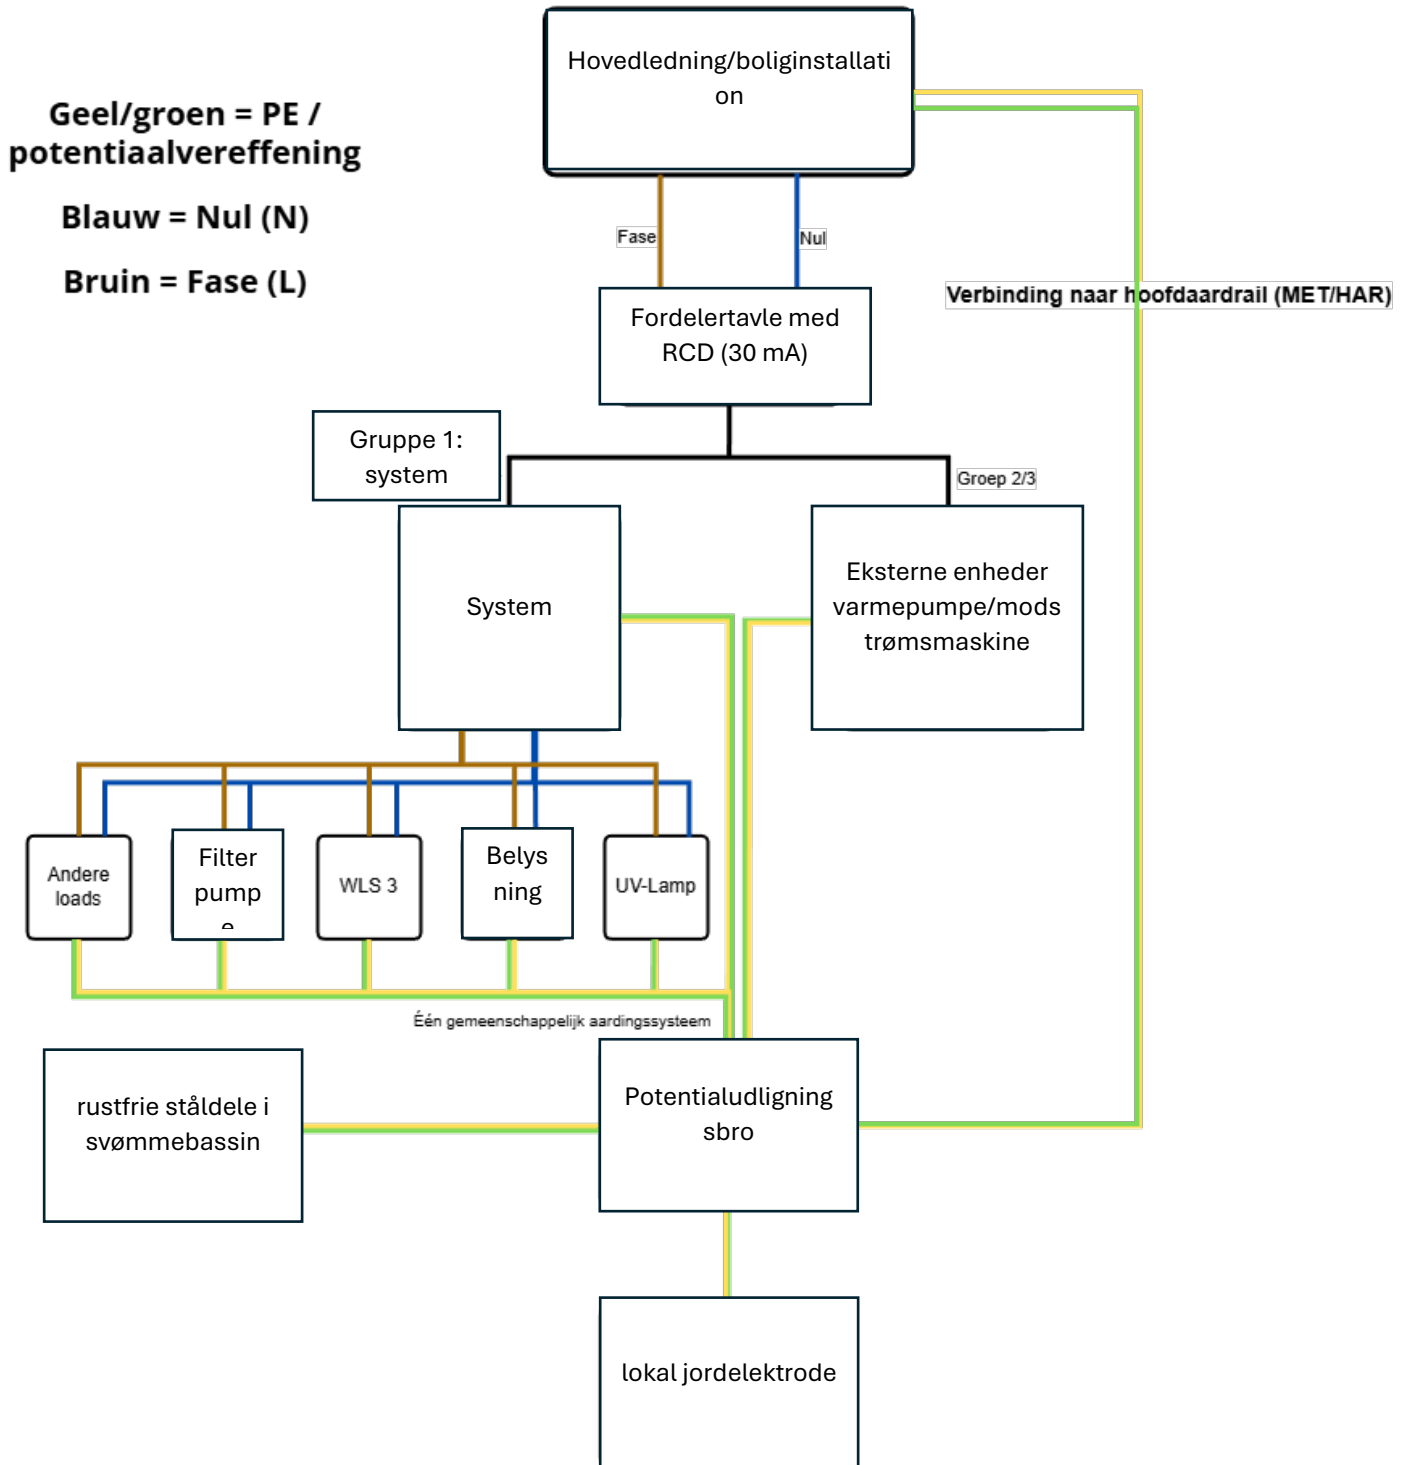 Hovedledning/boliginstallati
on
Geel/groen = PE /
potentiaalvereffening
Blauw = Nul (N)
Bruin = Fase (L)
Fase
Nul
Verbinding naar hoofdaardrail (MET/HAR)
Fordelertavle med
RCD (30 mA)
Gruppe 1:
system
Groep 2/3
System
Eksterne enheder
varmepumpe/mods
trømsmaskine
Andere
loads
Filter
pump
e
WLS 3
Belys
ning
UV-Lamp
Één gemeenschappelijk aardingssysteem
rustfrie ståldele i
svømmebassin
Potentialudligning
sbro
lokal jordelektrode